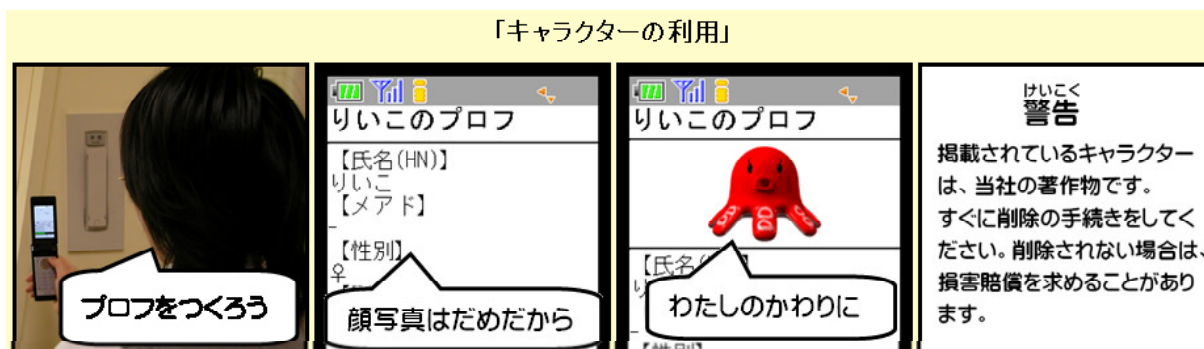 「キャラクターの利用」
プロフをつくろう
りいこのプロフ
【氏名(HN)】
りいこ
【メアド】
-
【性別】
♀
顔写真はだめだから
りいこのプロフ
【氏名
わたしのかわりに
けいこく
警告
掲載されているキャラクター
は、当社の著作物です。
すぐに削除の手続きをしてく
ださい。削除されない場合は、
損害賠償を求めることがあり
ます。